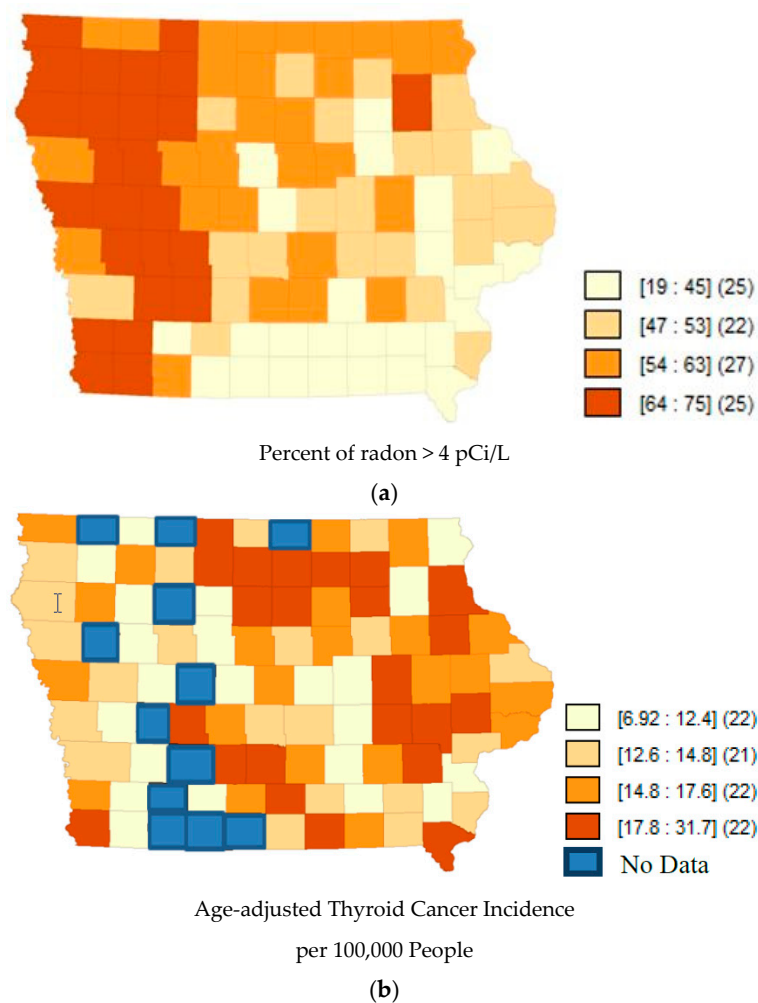 [19 : 45] (25)
[47 : 53] (22)
[54 : 63] (27)
[64 : 75] (25)
Percent of radon > 4 pCi/L
(a)
[6.92 : 12.4] (22)
[12.6 : 14.8] (21)
[14.8 : 17.6] (22)
[17.8 : 31.7] (22)
No Data
Age-adjusted Thyroid Cancer Incidence
per 100,000 People
(b)